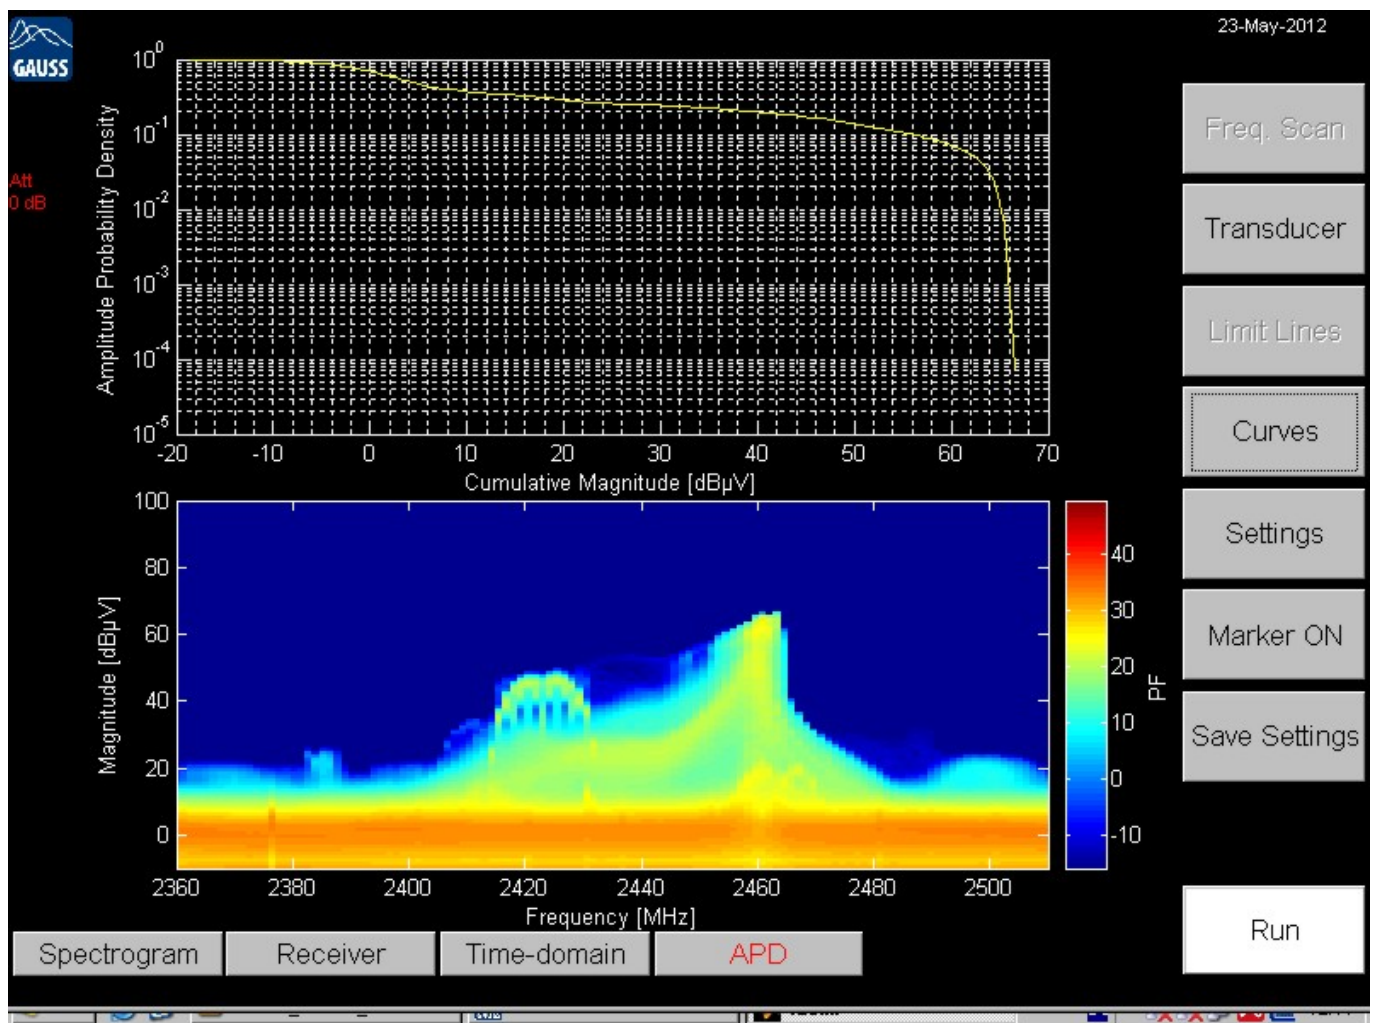 23-May-2012
GAUSS
Att
0 dB
Amplitude Probability Density
10^0
10^-1
10^-2
10^-3
10^-4
10^-5
-20 -10 0 10 20 30 40 50 60 70
Cumulative Magnitude [dBµV]
Magnitude [dBµV]
100
80
60
40
20
0
2360 2380 2400 2420 2440 2460 2480 2500
Frequency [MHz]
40
30
20
10
0
-10
PF
Freq. Scan
Transducer
Limit Lines
Curves
Settings
Marker ON
Save Settings
Run
Spectrogram Receiver Time-domain APD